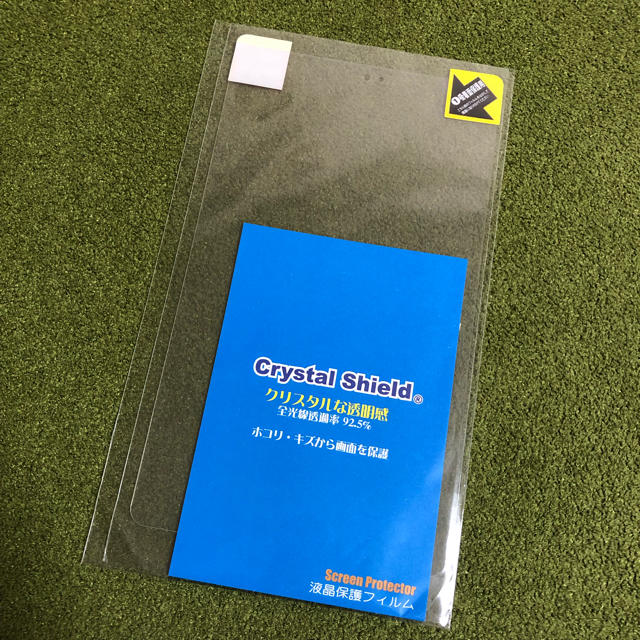 Crystal Shield®
クリスタルな透明感
全光線透過率 92.5%
ホコリ・キズから画面を保護
Screen Protector
液晶保護フィルム